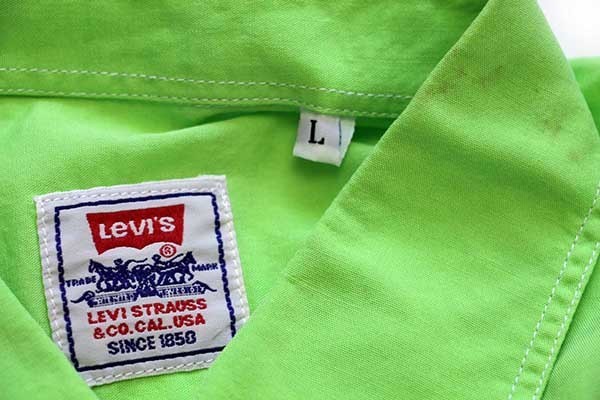 L
LEVI'S
®
TRADE MARK
LEVI STRAUSS
& CO. CAL. USA
SINCE 1850